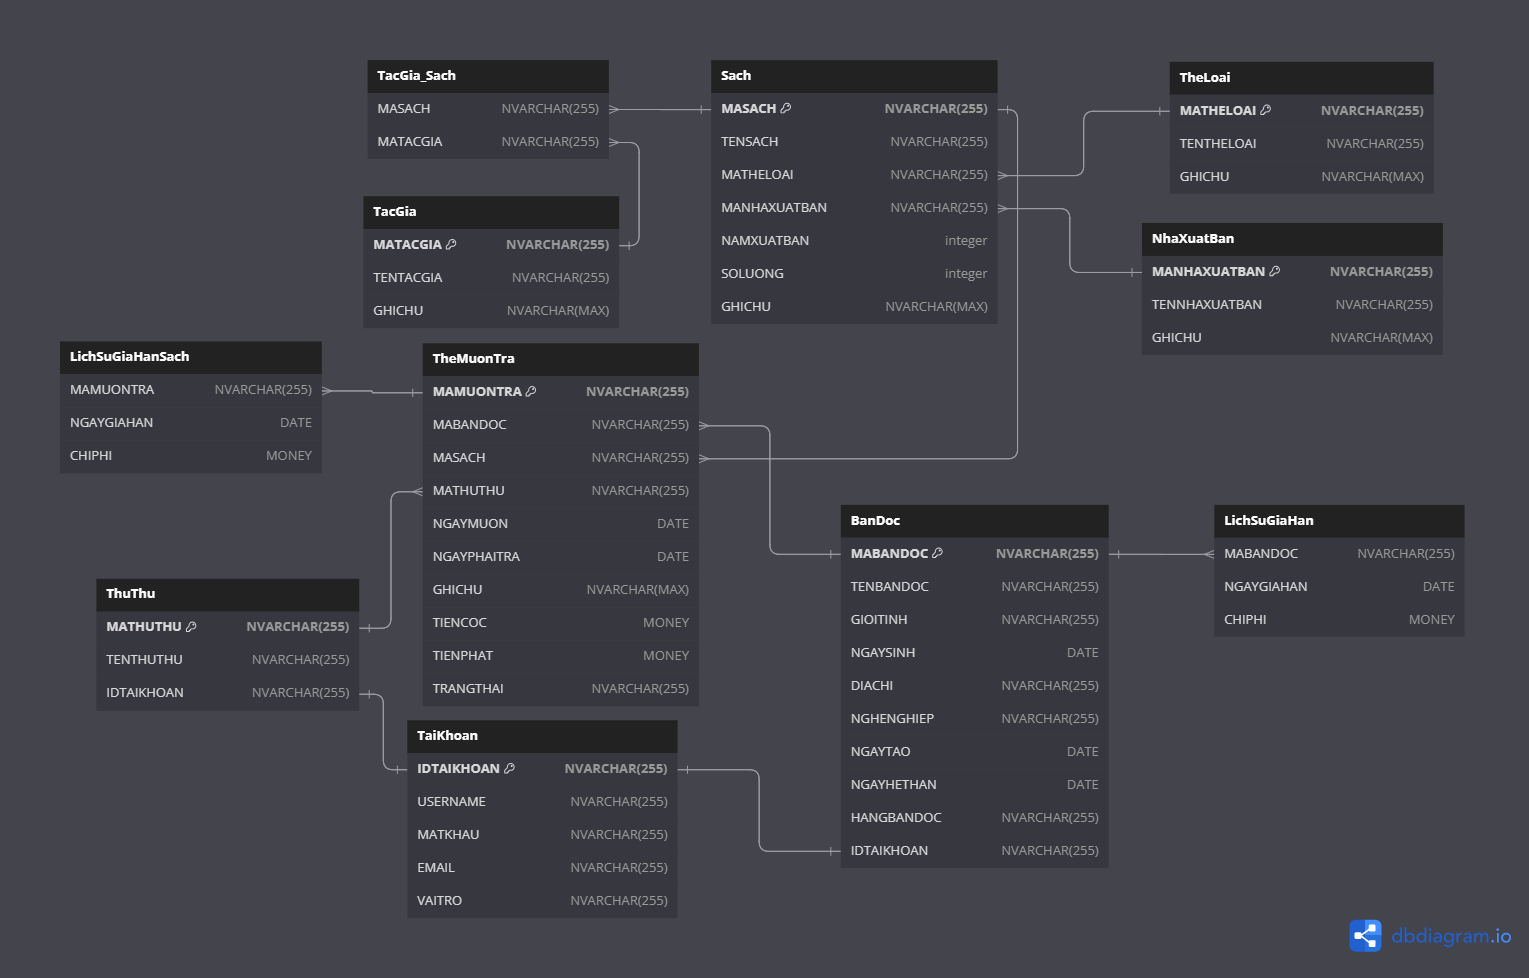 TacGia_Sach
MASACH NVARCHAR(255)
MATACGIA NVARCHAR(255)
Sach
MASACH NVARCHAR(255)
TENSACH NVARCHAR(255)
MATHELOAI NVARCHAR(255)
MANHAXUATBAN NVARCHAR(255)
NAMXUATBAN integer
SOLUONG integer
GHICHU NVARCHAR(MAX)
TheLoai
MATHELOAI NVARCHAR(255)
TENTHELOAI NVARCHAR(255)
GHICHU NVARCHAR(MAX)
TacGia
MATACGIA NVARCHAR(255)
TENTACGIA NVARCHAR(255)
GHICHU NVARCHAR(MAX)
NhaXuatBan
MANHAXUATBAN NVARCHAR(255)
TENNHAXUATBAN NVARCHAR(255)
GHICHU NVARCHAR(MAX)
LichSuGiaHanSach
MAMUONTRA NVARCHAR(255)
NGAYGIAHAN DATE
CHIPHI MONEY
TheMuonTra
MAMUONTRA NVARCHAR(255)
MABANDOC NVARCHAR(255)
MASACH NVARCHAR(255)
MATHUTHU NVARCHAR(255)
NGAYMUON DATE
NGAYPHAITRA DATE
GHICHU NVARCHAR(MAX)
TIENCOC MONEY
TIENPHAT MONEY
TRANGTHAI NVARCHAR(255)
BanDoc
MABANDOC NVARCHAR(255)
TENBANDOC NVARCHAR(255)
GIOITINH NVARCHAR(255)
NGAYSINH DATE
DIACHI NVARCHAR(255)
NGHENGHIEP NVARCHAR(255)
NGAYTAO DATE
NGAYHETHAN DATE
HANGBANDOC NVARCHAR(255)
IDTAIKHOAN NVARCHAR(255)
LichSuGiaHan
MABANDOC NVARCHAR(255)
NGAYGIAHAN DATE
CHIPHI MONEY
ThuThu
MATHUTHU NVARCHAR(255)
TENTHUTHU NVARCHAR(255)
IDTAIKHOAN NVARCHAR(255)
TaiKhoan
IDTAIKHOAN NVARCHAR(255)
USERNAME NVARCHAR(255)
MATKHAU NVARCHAR(255)
EMAIL NVARCHAR(255)
VAITRO NVARCHAR(255)
dbdiagram.io